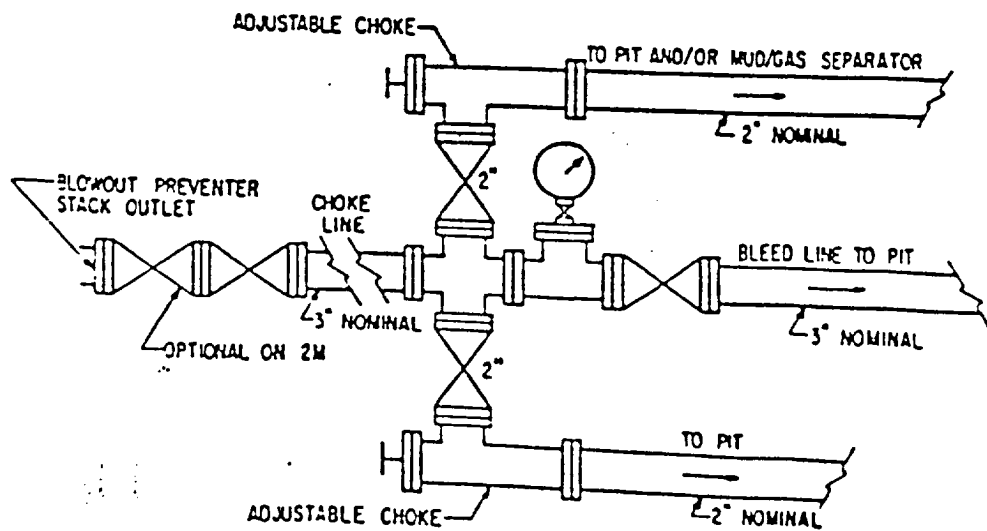 ADJUSTABLE CHOKE
TO PIT AND/OR MUD/GAS SEPARATOR
2" NOMINAL
2"
BLOWOUT PREVENTER
STACK OUTLET
CHOKE
LINE
BLEED LINE TO PIT
3" NOMINAL
3" NOMINAL
OPTIONAL ON 2M
2"
TO PIT
ADJUSTABLE CHOKE
2" NOMINAL